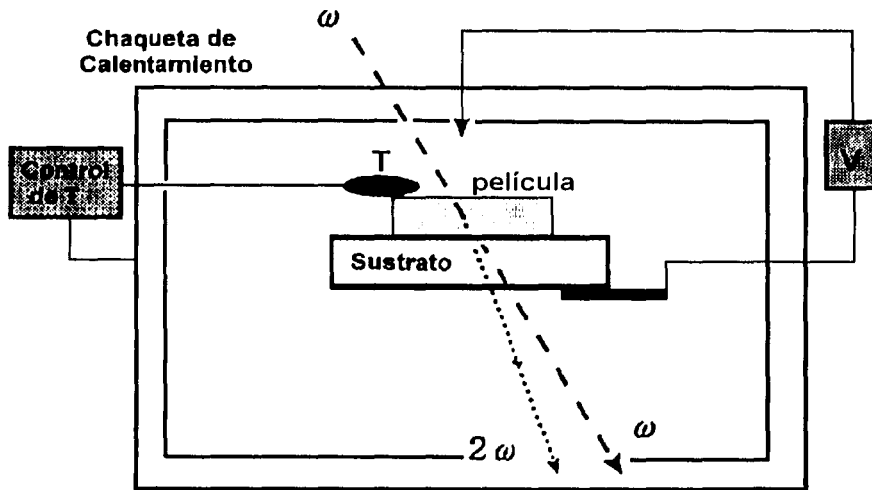 ω
Chaqueta de
Calentamiento
T
Control
de T
V
película
Sustrato
2ω
ω